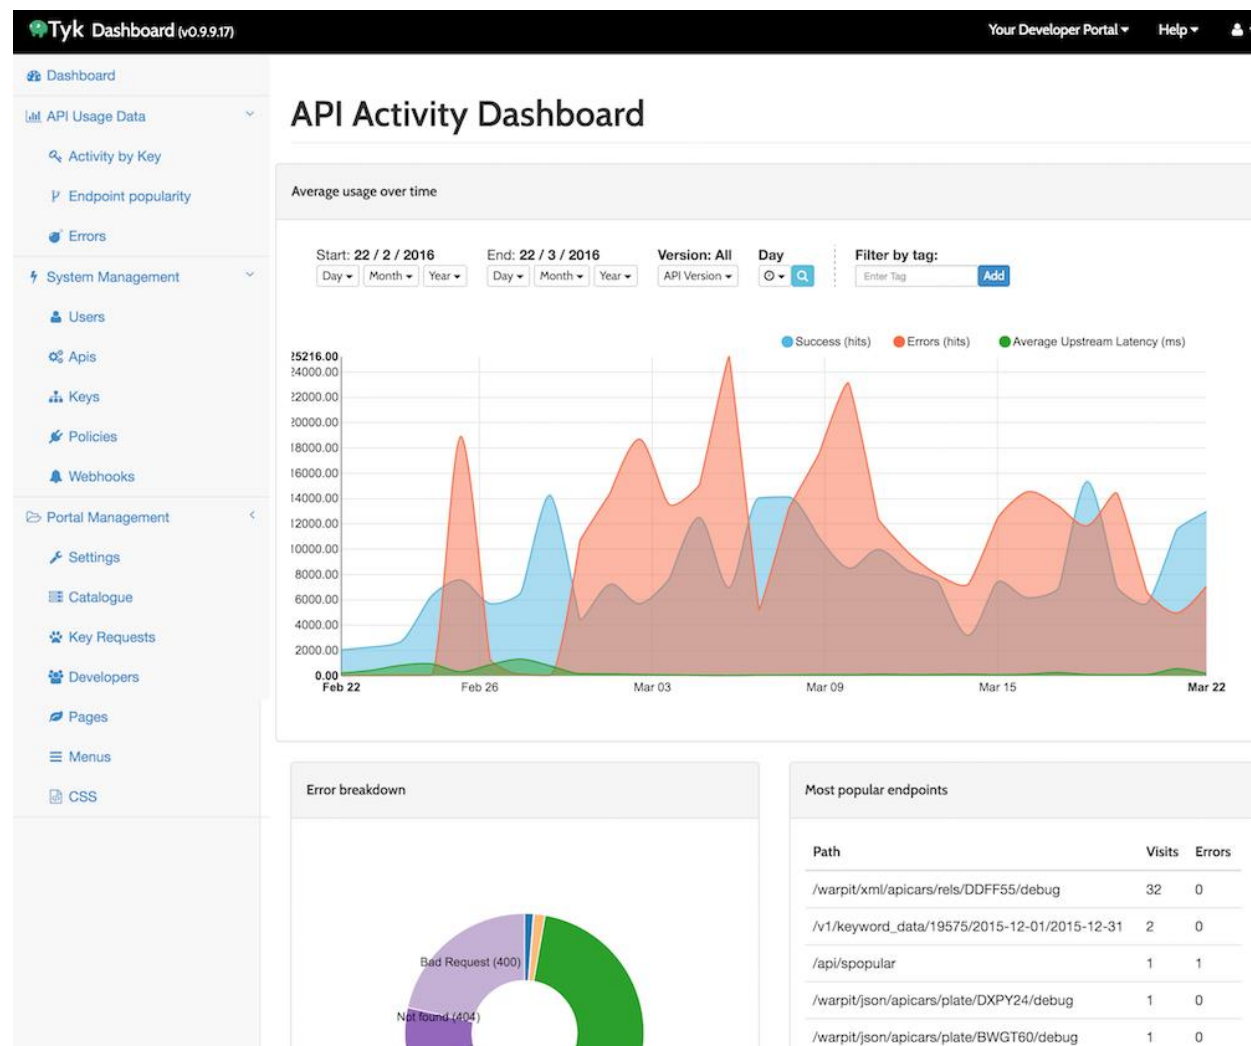 Tyk Dashboard (v0.9.9.17)
Your Developer Portal
Help
Dashboard
API Usage Data
Activity by Key
Endpoint popularity
Errors
System Management
Users
Apis
Keys
Policies
Webhooks
Portal Management
Settings
Catalogue
Key Requests
Developers
Pages
Menus
CSS
API Activity Dashboard
Average usage over time
Start: 22 / 2 / 2016 End: 22 / 3 / 2016 Version: All Day Filter by tag:
Day Month Year Day Month Year API Version Enter Tag Add
Success (hits) Errors (hits) Average Upstream Latency (ms)
25216.00
24000.00
22000.00
20000.00
18000.00
16000.00
14000.00
12000.00
10000.00
8000.00
6000.00
4000.00
2000.00
0.00
Feb 22 Feb 26 Mar 03 Mar 09 Mar 15 Mar 22
Error breakdown
Bad Request (400)
Not found (404)
Most popular endpoints
Path Visits Errors
/warpit/xml/apicars/rels/DDFF55/debug 32 0
/v1/keyword_data/19575/2015-12-01/2015-12-31 2 0
/api/spopular 1 1
/warpit/json/apicars/plate/DXPY24/debug 1 0
/warpit/json/apicars/plate/BWGT60/debug 1 0